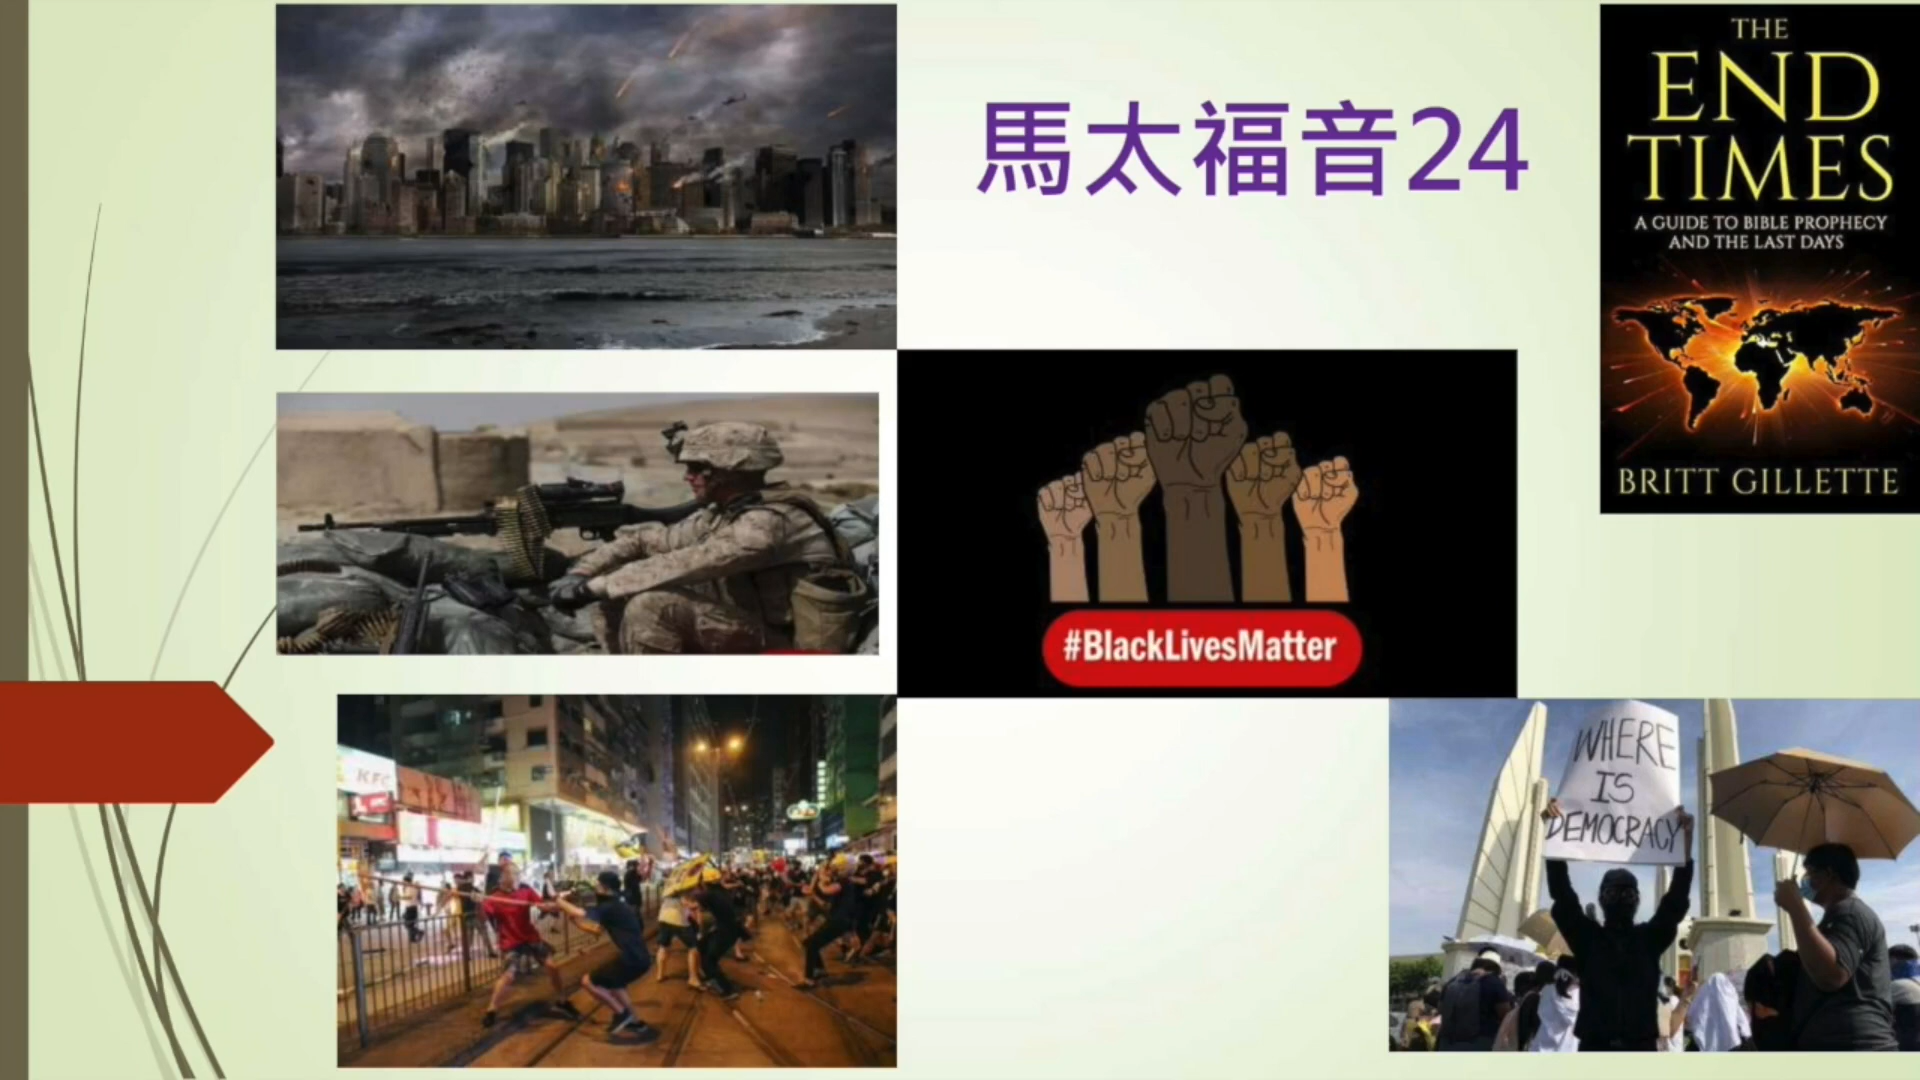 馬太福音24
THE
END
TIMES
A GUIDE TO BIBLE PROPHECY
AND THE LAST DAYS
BRITT GILLETTE
#BlackLivesMatter
KFC
WHERE
IS
DEMOCRACY